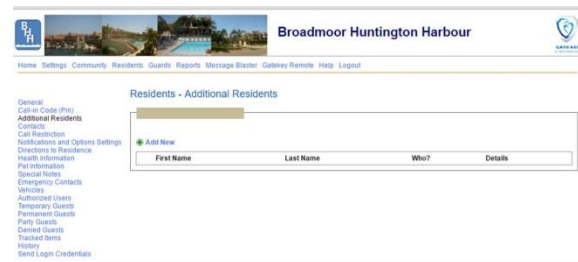 BHH
Broadmoor Huntington Harbour
GATE KEY
Home Settings Community Residents Guards Reports Message Blaster Gatekey Remote Help Logout
Residents - Additional Residents
General
Call-in Code (Pin)
Additional Residents
Contacts
Call Restriction
Notifications and Options Settings
Directions to Residence
Health Information
Pet Information
Special Notes
Emergency Contacts
Vehicles
Authorized Users
Temporary Guests
Permanent Guests
Party Guests
Denied Guests
Tracked Items
History
Send Login Credentials
Add New
First Name Last Name Who? Details